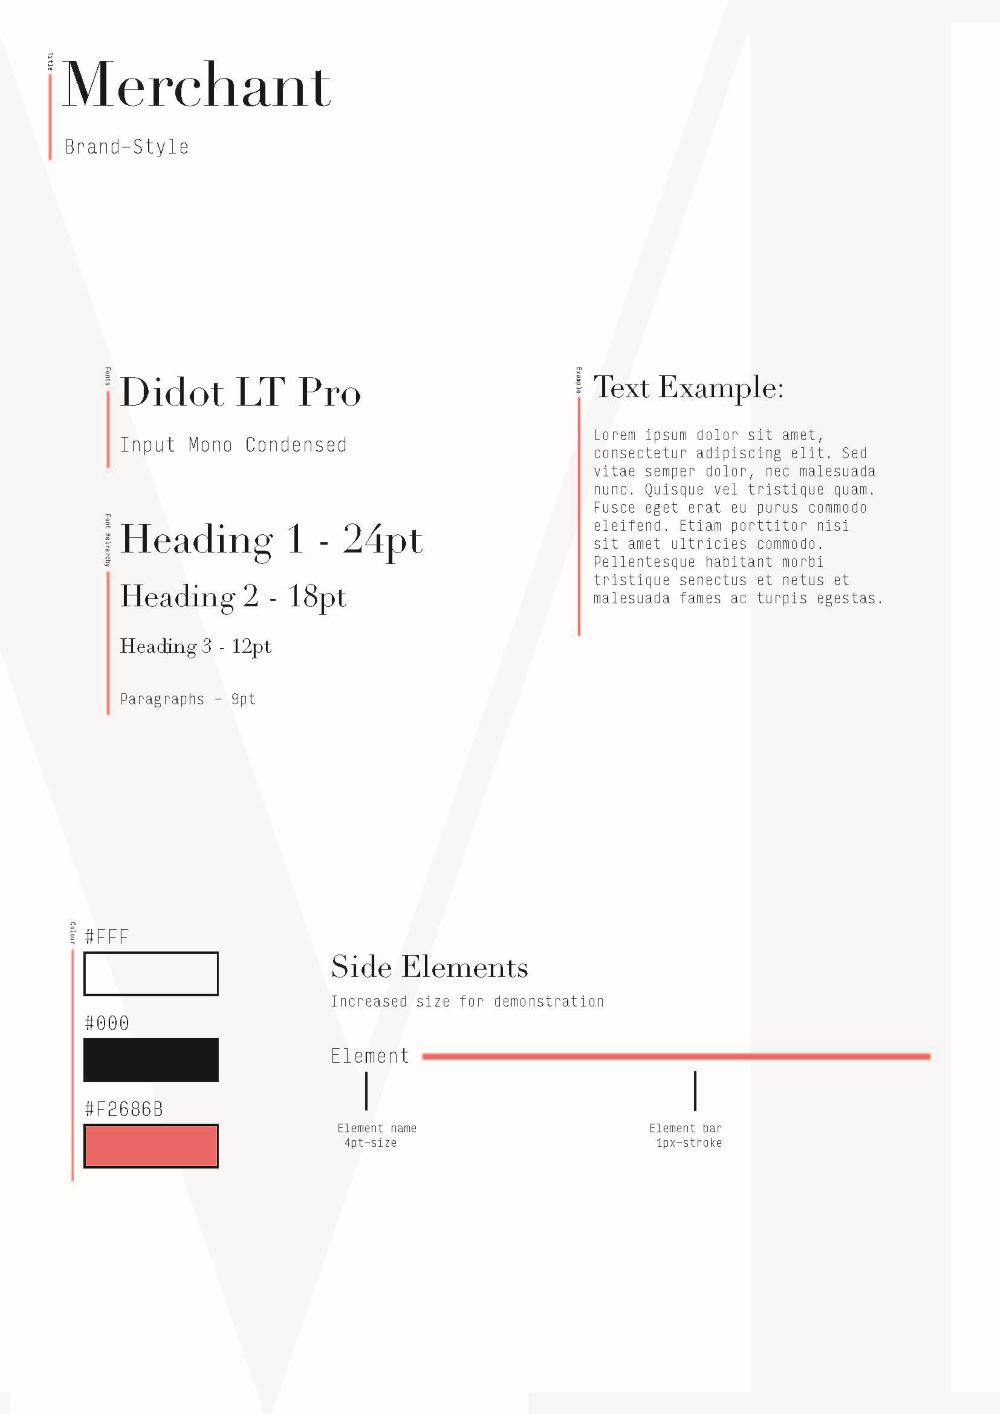 Title
Merchant
Brand-Style
Fonts
Didot LT Pro
Input Mono Condensed
Font Heirarchy
Heading 1 - 24pt
Heading 2 - 18pt
Heading 3 - 12pt
Paragraphs - 9pt
Example
Text Example:
Lorem ipsum dolor sit amet,
consectetur adipiscing elit. Sed
vitae semper dolor, nec malesuada
nunc. Quisque vel tristique quam.
Fusce eget erat eu purus commodo
eleifend. Etiam porttitor nisi
sit amet ultricies commodo.
Pellentesque habitant morbi
tristique senectus et netus et
malesuada fames ac turpis egestas.
Colour
#FFF
#000
#F2686B
Side Elements
Increased size for demonstration
Element
Element name
4pt-size
Element bar
1px-stroke